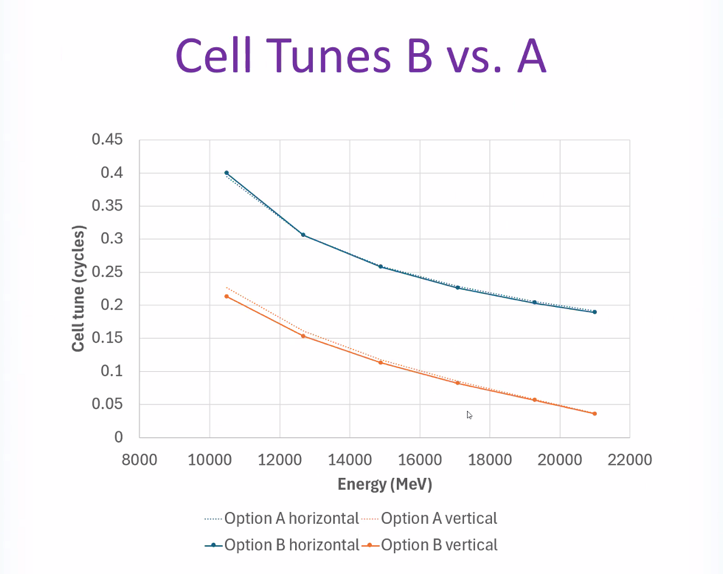 Cell Tunes B vs. A
0.45
0.4
0.35
0.3
0.25
0.2
0.15
0.1
0.05
0
Cell tune (cycles)
8000 10000 12000 14000 16000 18000 20000 22000
Energy (MeV)
Option A horizontal Option A vertical
Option B horizontal Option B vertical